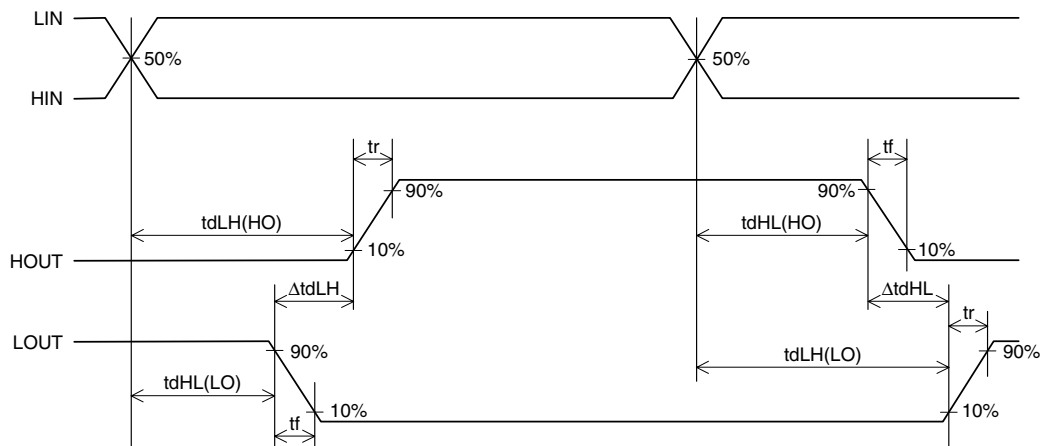 LIN
50% 50%
HIN
tr tf
90% 90%
tdLH(HO) tdHL(HO)
10% 10%
HOUT
ΔtdLH ΔtdHL
tr
LOUT
90% 90%
tdHL(LO) tdLH(LO)
10% 10%
tf